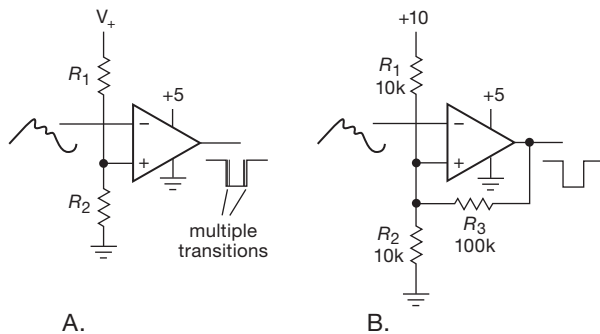 V+
R1
+5
−
+
R2
multiple
transitions
A.
+10
R1
10k
+5
−
+
R2
10k
R3
100k
B.